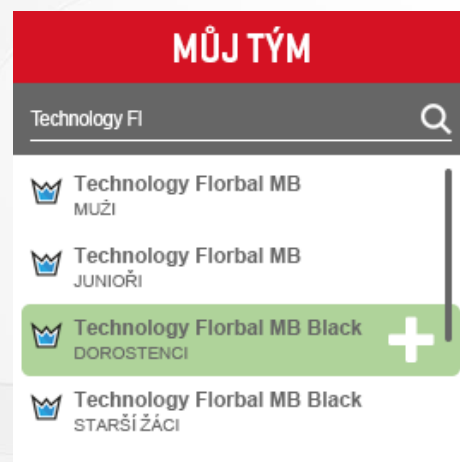 MŮJ TÝM
Technology Fl
Technology Florbal MB
MUŽI
Technology Florbal MB
JUNIOŘI
Technology Florbal MB Black
DOROSTENCI
Technology Florbal MB Black
STARŠÍ ŽÁCI